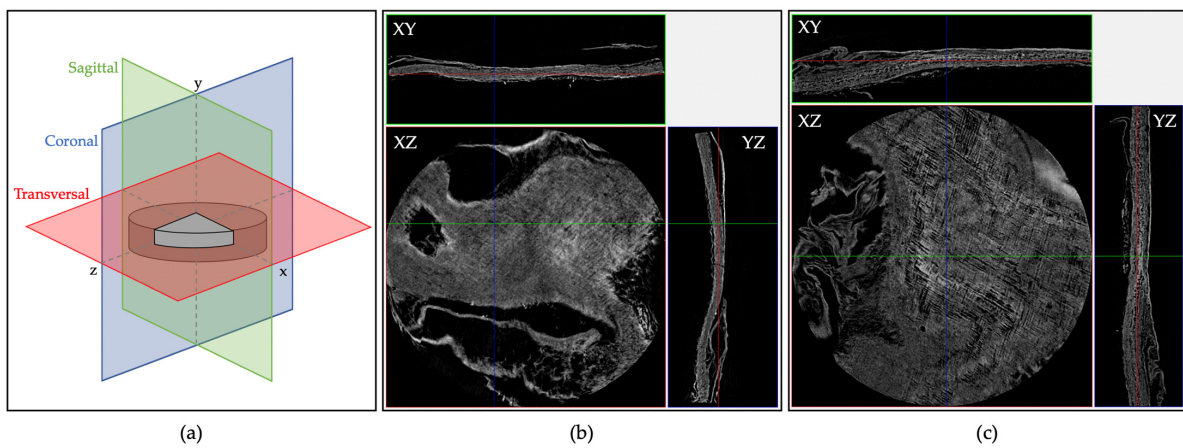 Sagittal
y
Coronal
Transversal
z
x
(a)
XY
XZ
YZ
(b)
XY
XZ
YZ
(c)